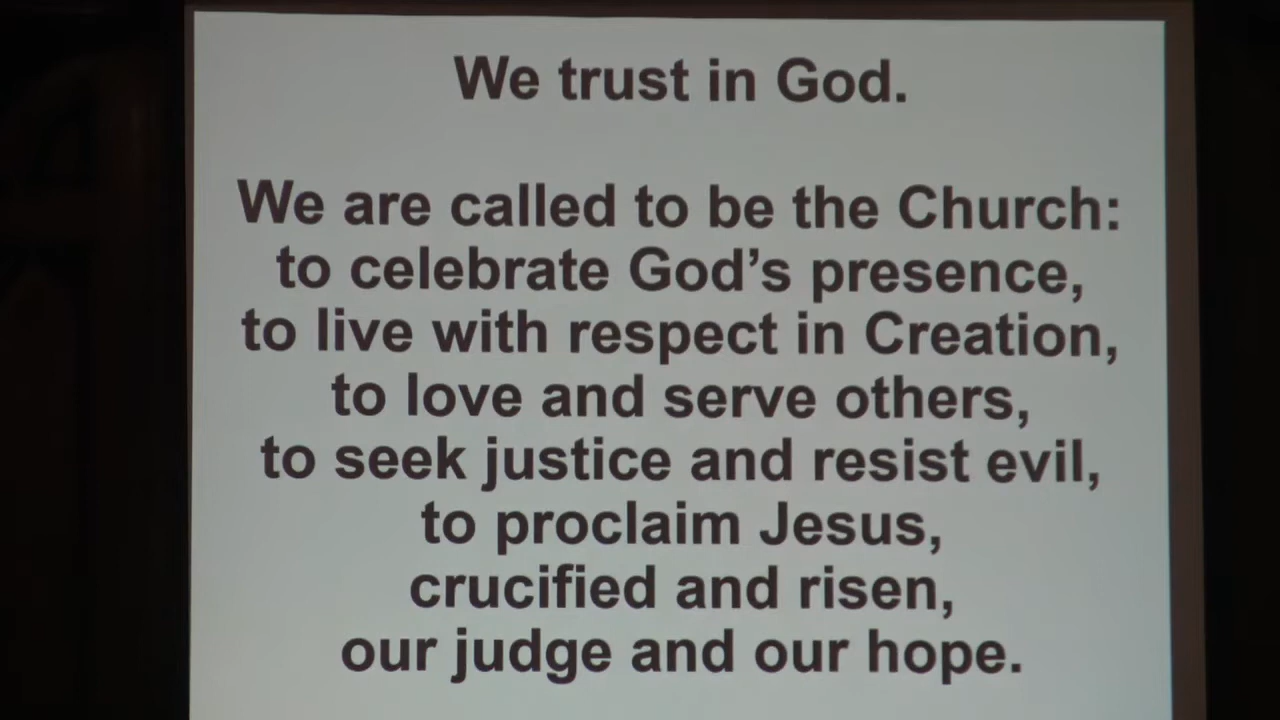 We trust in God.
We are called to be the Church:
to celebrate God’s presence,
to live with respect in Creation,
to love and serve others,
to seek justice and resist evil,
to proclaim Jesus,
crucified and risen,
our judge and our hope.